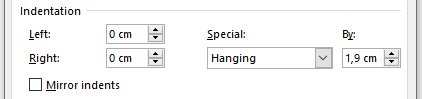 Indentation
Left: 0 cm Special: By:
Right: 0 cm Hanging 1,9 cm
Mirror indents